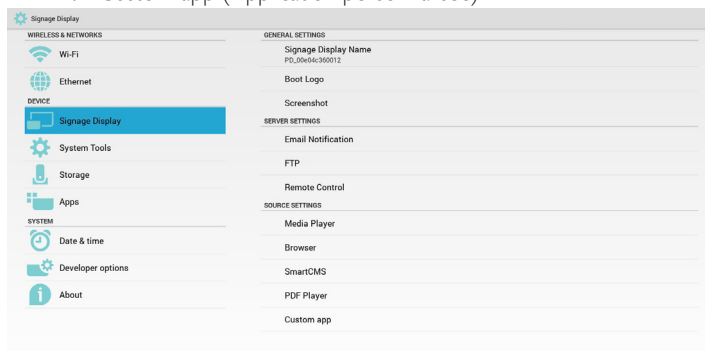 Signage Display
WIRELESS & NETWORKS
Wi-Fi
Ethernet
DEVICE
Signage Display
System Tools
Storage
Apps
SYSTEM
Date & time
Developer options
About
GENERAL SETTINGS
Signage Display Name
PD_00e04c360012
Boot Logo
Screenshot
SERVER SETTINGS
Email Notification
FTP
Remote Control
SOURCE SETTINGS
Media Player
Browser
SmartCMS
PDF Player
Custom app